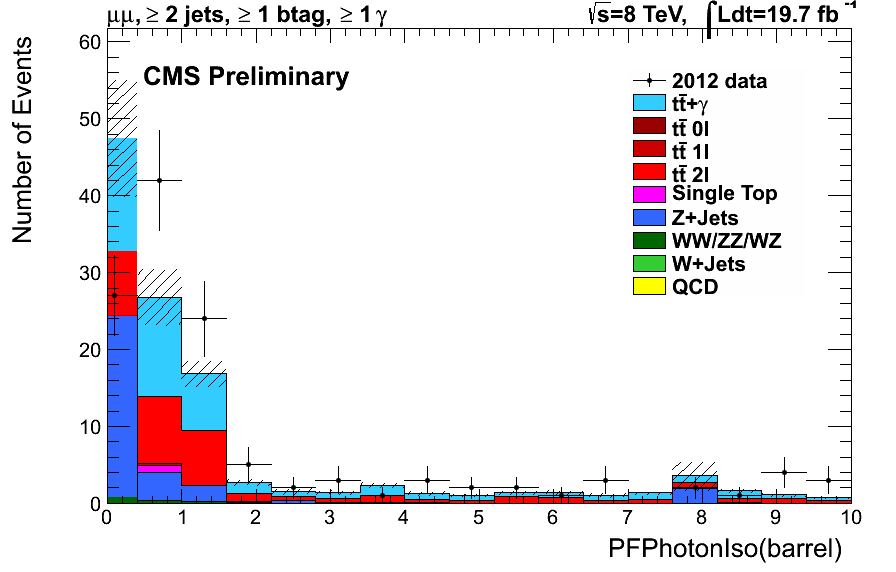 μμ, ≥ 2 jets, ≥ 1 btag, ≥ 1 γ
√s=8 TeV, ∫Ldt=19.7 fb⁻¹
CMS Preliminary
2012 data
tt̄+γ
tt̄ 0l
tt̄ 1l
tt̄ 2l
Single Top
Z+Jets
WW/ZZ/WZ
W+Jets
QCD
Number of Events
60
50
40
30
20
10
0
0 1 2 3 4 5 6 7 8 9 10
PFPhotonIso(barrel)